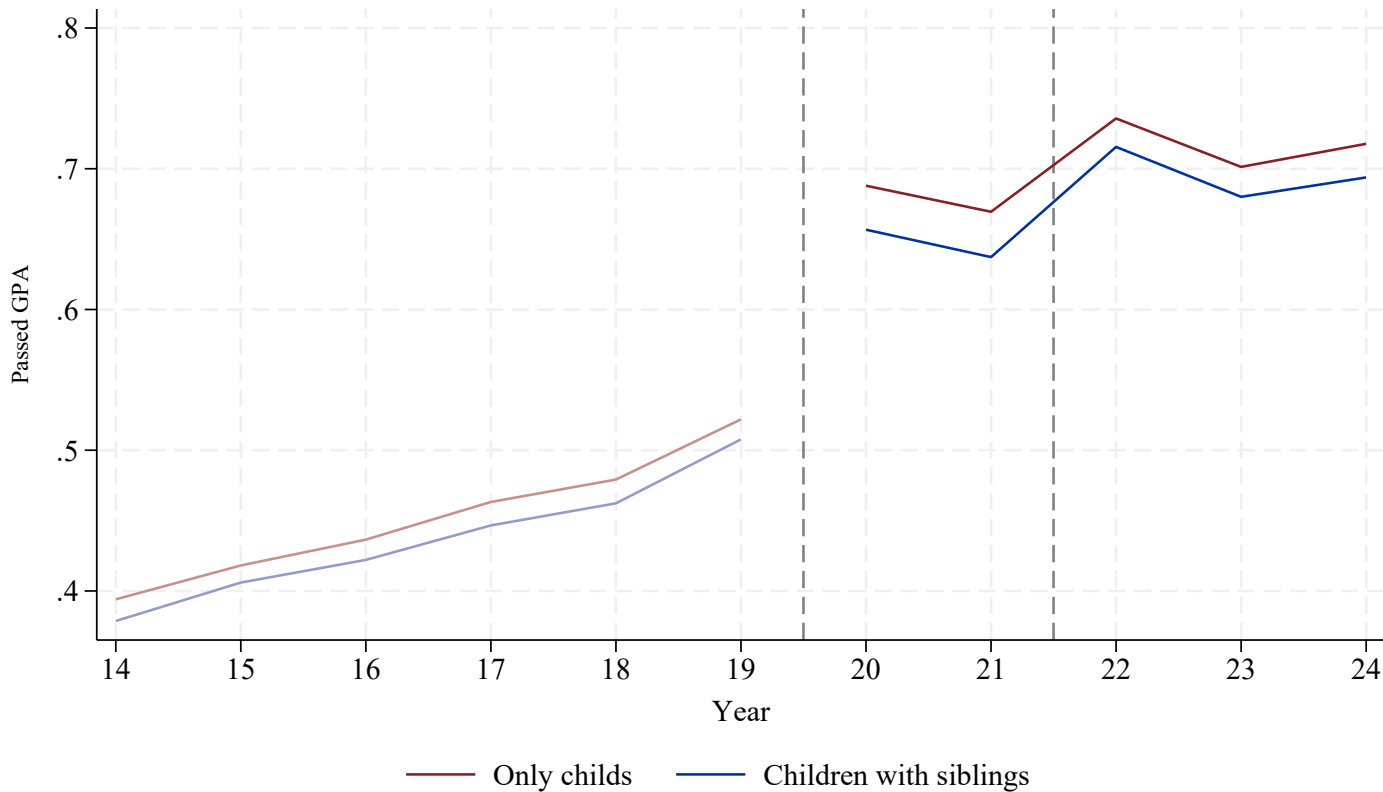 .8
.7
.6
.5
.4
Passed GPA
14 15 16 17 18 19 20 21 22 23 24
Year
Only childs Children with siblings